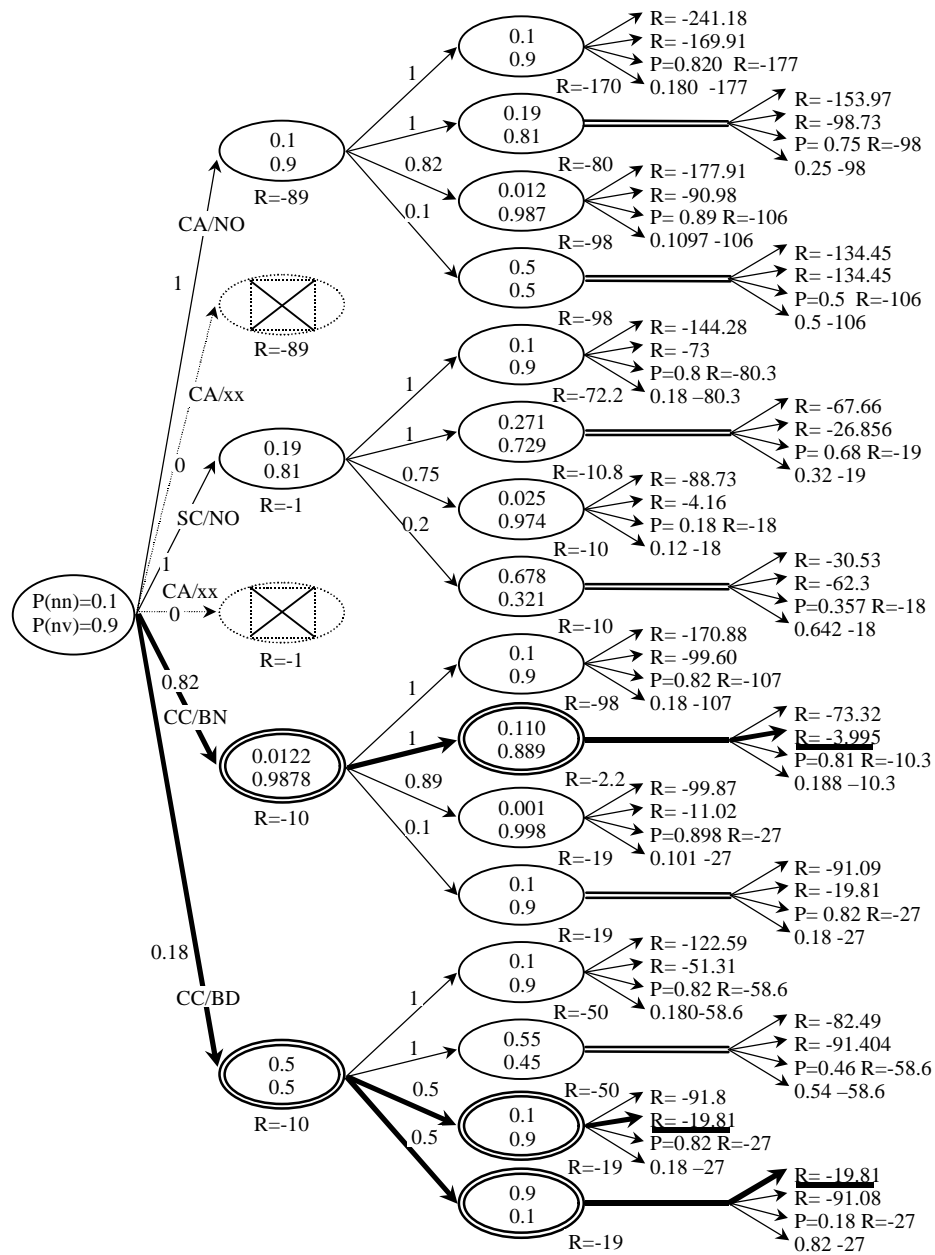 R= -241.18
R= -169.91
P=0.820 R=-177
0.180 -177
0.1
0.9
R=-170
1
R= -153.97
R= -98.73
P= 0.75 R=-98
0.25 -98
0.19
0.81
R=-80
1
0.1
0.9
R=-89
0.82
R= -177.91
R= -90.98
P= 0.89 R=-106
0.1097 -106
0.012
0.987
R=-98
0.1
CA/NO
1
R= -134.45
R= -134.45
P=0.5 R=-106
0.5 -106
0.5
0.5
R=-98
R=-89
R= -144.28
R= -73
P=0.8 R=-80.3
0.18 –80.3
0.1
0.9
R=-72.2
1
CA/xx
0
R= -67.66
R= -26.856
P= 0.68 R=-19
0.32 -19
0.271
0.729
R=-10.8
1
0.19
0.81
R=-1
0.75
R= -88.73
R= -4.16
P= 0.18 R=-18
0.12 -18
0.025
0.974
R=-10
0.2
SC/NO
1
R= -30.53
R= -62.3
P=0.357 R=-18
0.642 -18
0.678
0.321
R=-10
CA/xx
0
P(nn)=0.1
P(nv)=0.9
R=-1
R= -170.88
R= -99.60
P=0.82 R=-107
0.18 -107
0.1
0.9
R=-98
1
0.82
CC/BN
R= -73.32
R= -3.995
P=0.81 R=-10.3
0.188 –10.3
0.110
0.889
R=-2.2
1
0.0122
0.9878
R=-10
0.89
R= -99.87
R= -11.02
P=0.898 R=-27
0.101 -27
0.001
0.998
R=-19
0.1
R= -91.09
R= -19.81
P= 0.82 R=-27
0.18 -27
0.1
0.9
R=-19
0.18
CC/BD
R= -122.59
R= -51.31
P=0.82 R=-58.6
0.180-58.6
0.1
0.9
R=-50
1
R= -82.49
R= -91.404
P=0.46 R=-58.6
0.54 –58.6
0.55
0.45
R=-50
1
0.5
0.5
R=-10
0.5
R= -91.8
R= -19.81
P=0.82 R=-27
0.18 –27
0.1
0.9
R=-19
0.5
R= -19.81
R= -91.08
P=0.18 R=-27
0.82 -27
0.9
0.1
R=-19